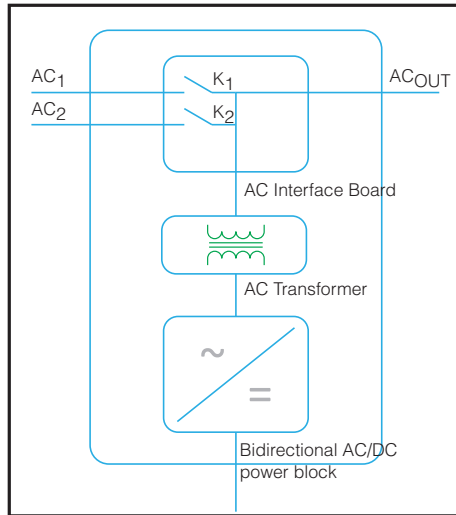 AC1 K1 ACOUT
AC2 K2
AC Interface Board
AC Transformer
~
=
Bidirectional AC/DC
power block